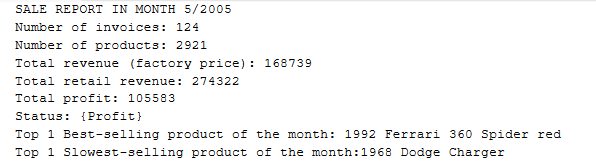 SALE REPORT IN MONTH 5/2005
Number of invoices: 124
Number of products: 2921
Total revenue (factory price): 168739
Total retail revenue: 274322
Total profit: 105583
Status: {Profit}
Top 1 Best-selling product of the month: 1992 Ferrari 360 Spider red
Top 1 Slowest-selling product of the month:1968 Dodge Charger